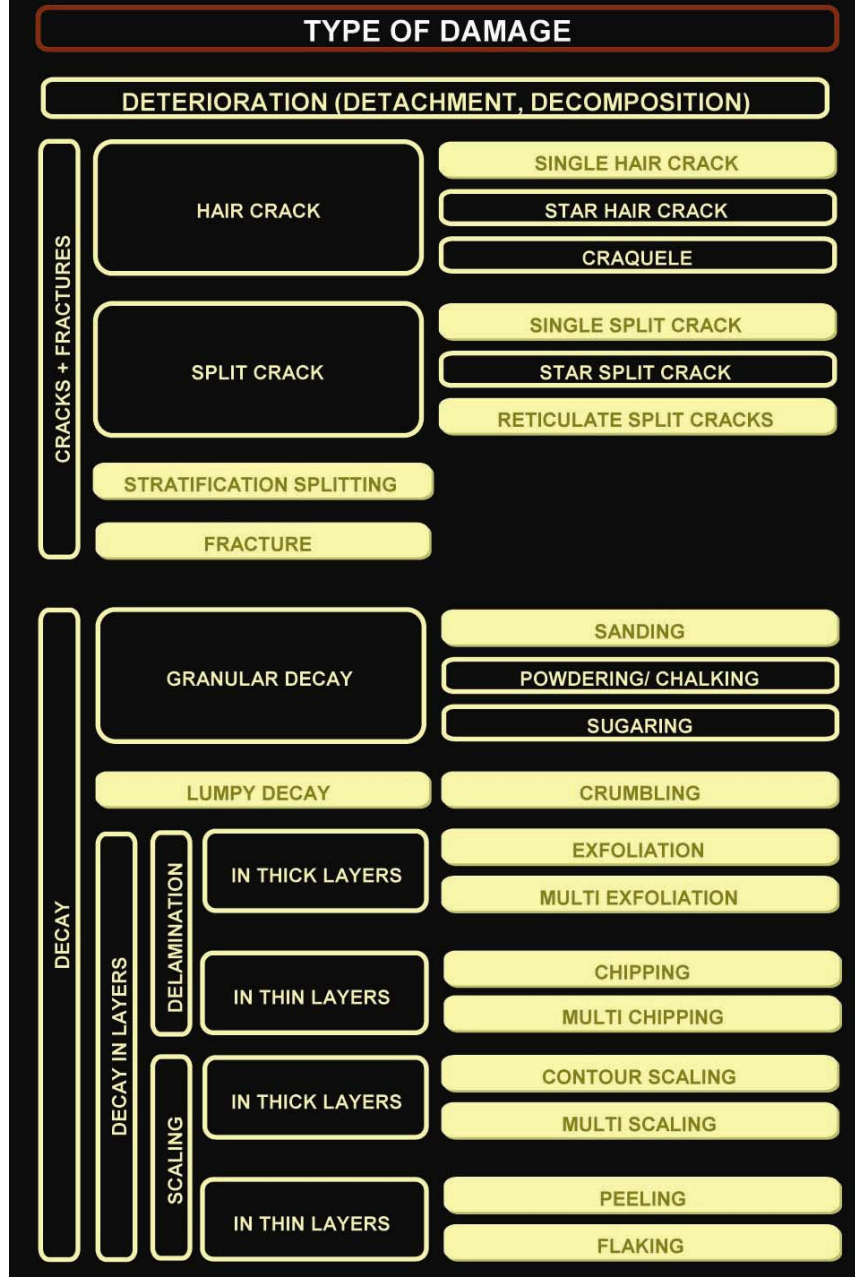 TYPE OF DAMAGE
DETERIORATION (DETACHMENT, DECOMPOSITION)
CRACKS + FRACTURES
HAIR CRACK
SINGLE HAIR CRACK
STAR HAIR CRACK
CRAQUELE
SPLIT CRACK
SINGLE SPLIT CRACK
STAR SPLIT CRACK
RETICULATE SPLIT CRACKS
STRATIFICATION SPLITTING
FRACTURE
DECAY
GRANULAR DECAY
SANDING
POWDERING/ CHALKING
SUGARING
LUMPY DECAY
CRUMBLING
DECAY IN LAYERS
DELAMINATION
IN THICK LAYERS
EXFOLIATION
MULTI EXFOLIATION
IN THIN LAYERS
CHIPPING
MULTI CHIPPING
SCALING
IN THICK LAYERS
CONTOUR SCALING
MULTI SCALING
IN THIN LAYERS
PEELING
FLAKING